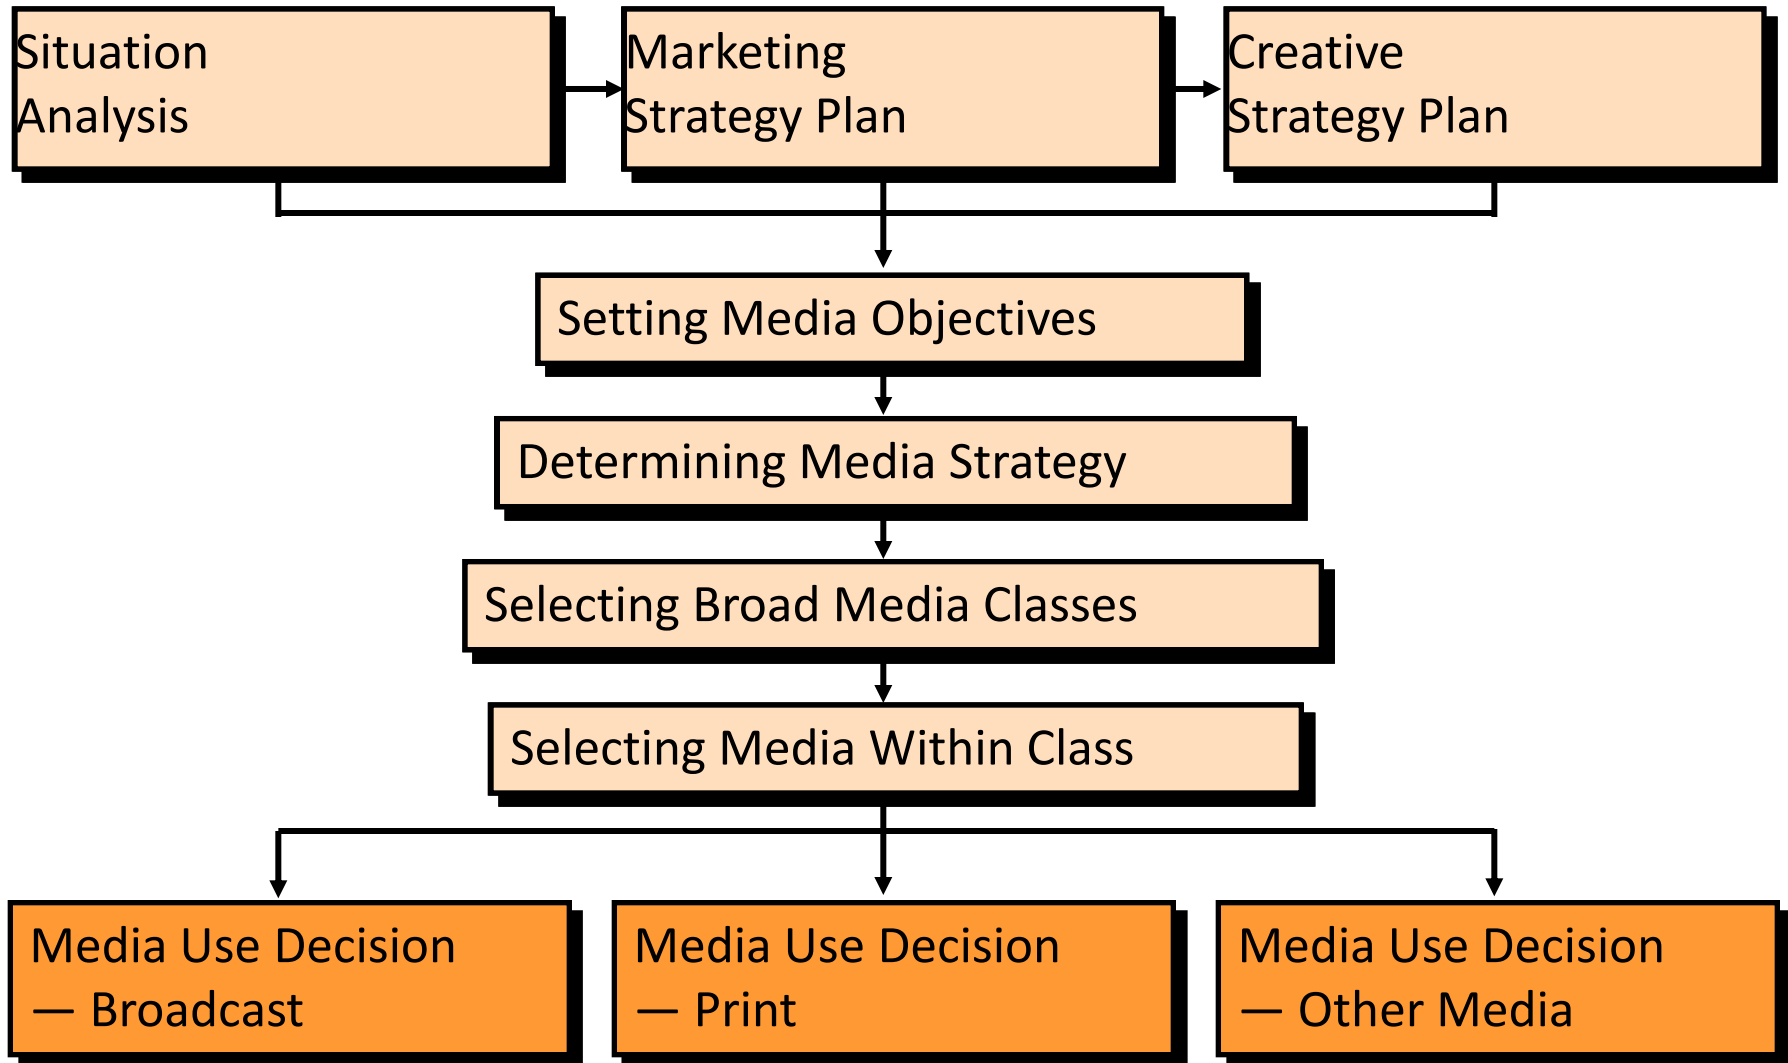 Situation
Analysis
Marketing
Strategy Plan
Creative
Strategy Plan
Setting Media Objectives
Determining Media Strategy
Selecting Broad Media Classes
Selecting Media Within Class
Media Use Decision
— Broadcast
Media Use Decision
— Print
Media Use Decision
— Other Media